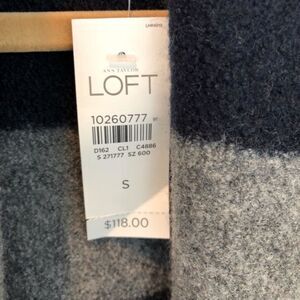 ANN TAYLOR
LOFT
10260777
D162 CL1 C4886
S 271777 SZ 600
S
$118.00